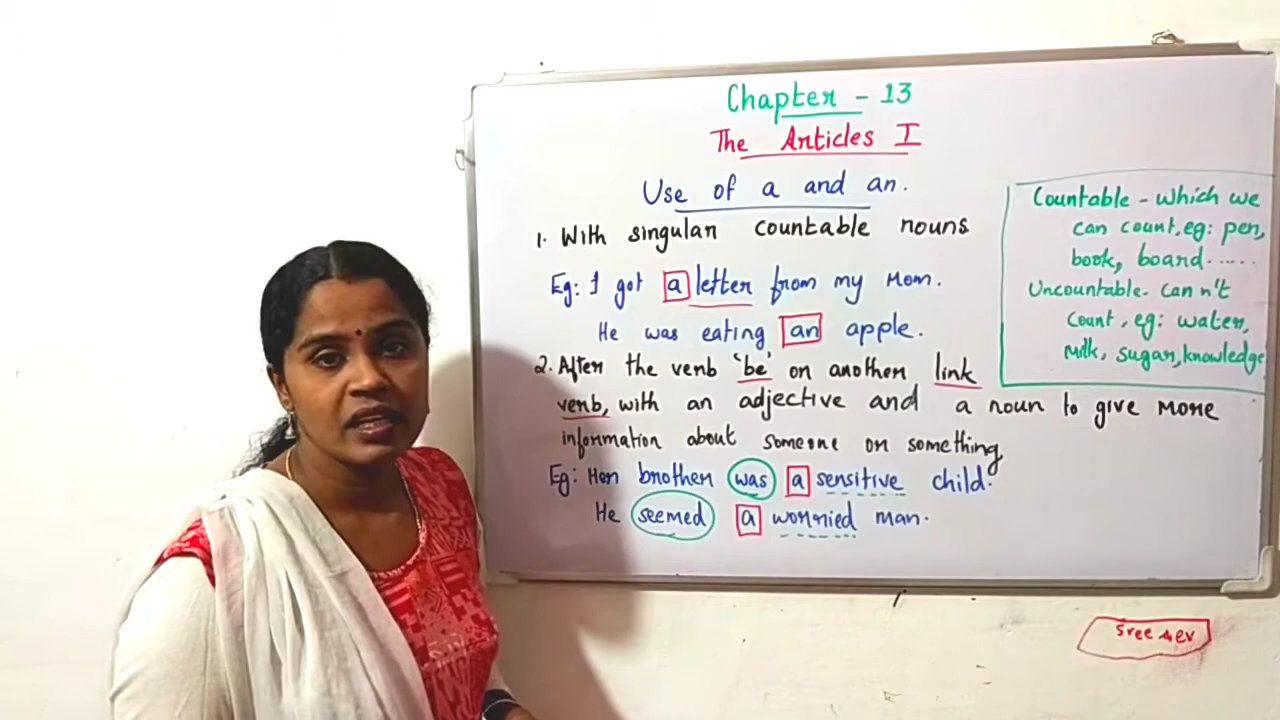 Chapter - 13
The Articles I
Use of a and an.
1. With singular countable nouns
Eg: I got a letter from my Mom.
He was eating an apple.
2. After the verb 'be' or another link
verb, with an adjective and a noun to give more
information about someone or something
Eg: Her brother was a sensitive child.
He seemed a worried man.
Countable - which we
can count, eg: pen,
book, board.....
Uncountable - can n't
count, eg: water,
milk, sugar, knowledge
Sree